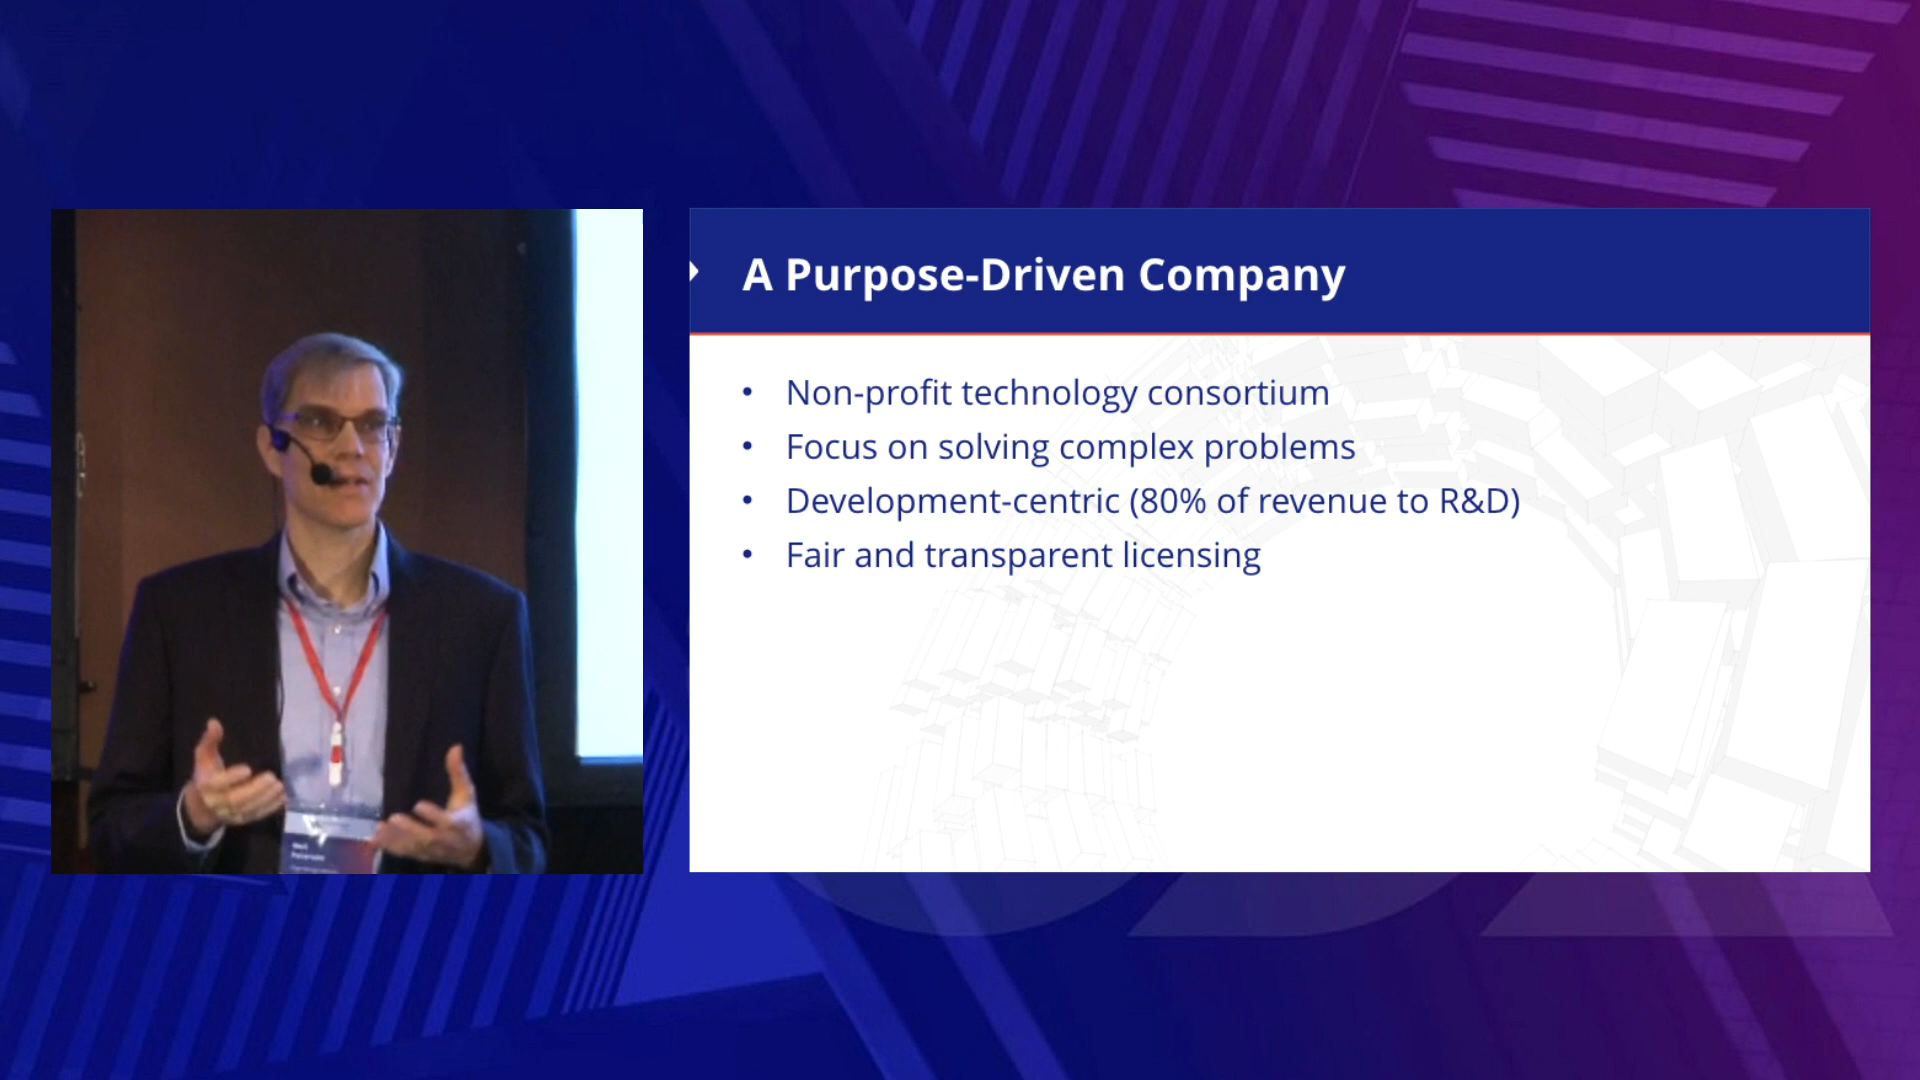 A Purpose-Driven Company
• Non-profit technology consortium
• Focus on solving complex problems
• Development-centric (80% of revenue to R&D)
• Fair and transparent licensing